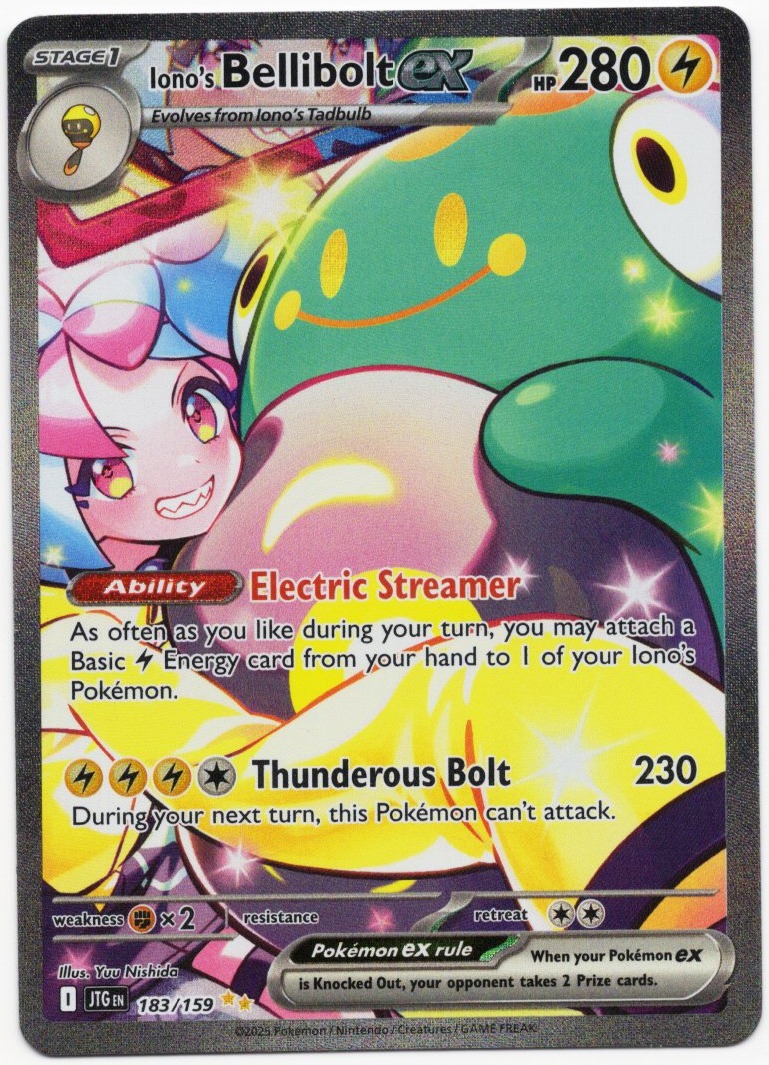 STAGE 1
Iono's Bellibolt ex HP 280
Evolves from Iono's Tadbulb
Ability Electric Streamer
As often as you like during your turn, you may attach a
Basic Energy card from your hand to 1 of your Iono's
Pokémon.
Thunderous Bolt 230
During your next turn, this Pokémon can't attack.
weakness ×2 resistance retreat
Illus. Yuu Nishida
Pokémon ex rule When your Pokémon ex
is Knocked Out, your opponent takes 2 Prize cards.
I JTG EN 183/159
©2025 Pokémon / Nintendo / Creatures / GAME FREAK